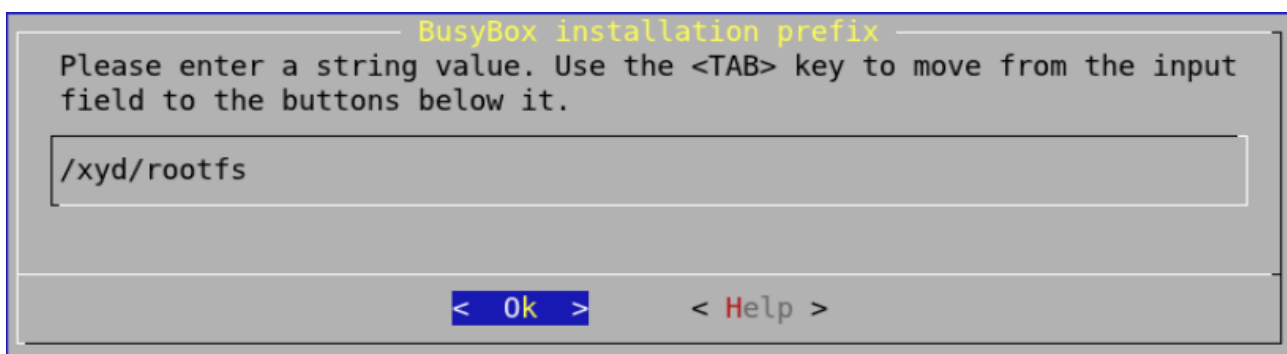 BusyBox installation prefix
Please enter a string value. Use the <TAB> key to move from the input
field to the buttons below it.
/xyd/rootfs
< Ok > < Help >